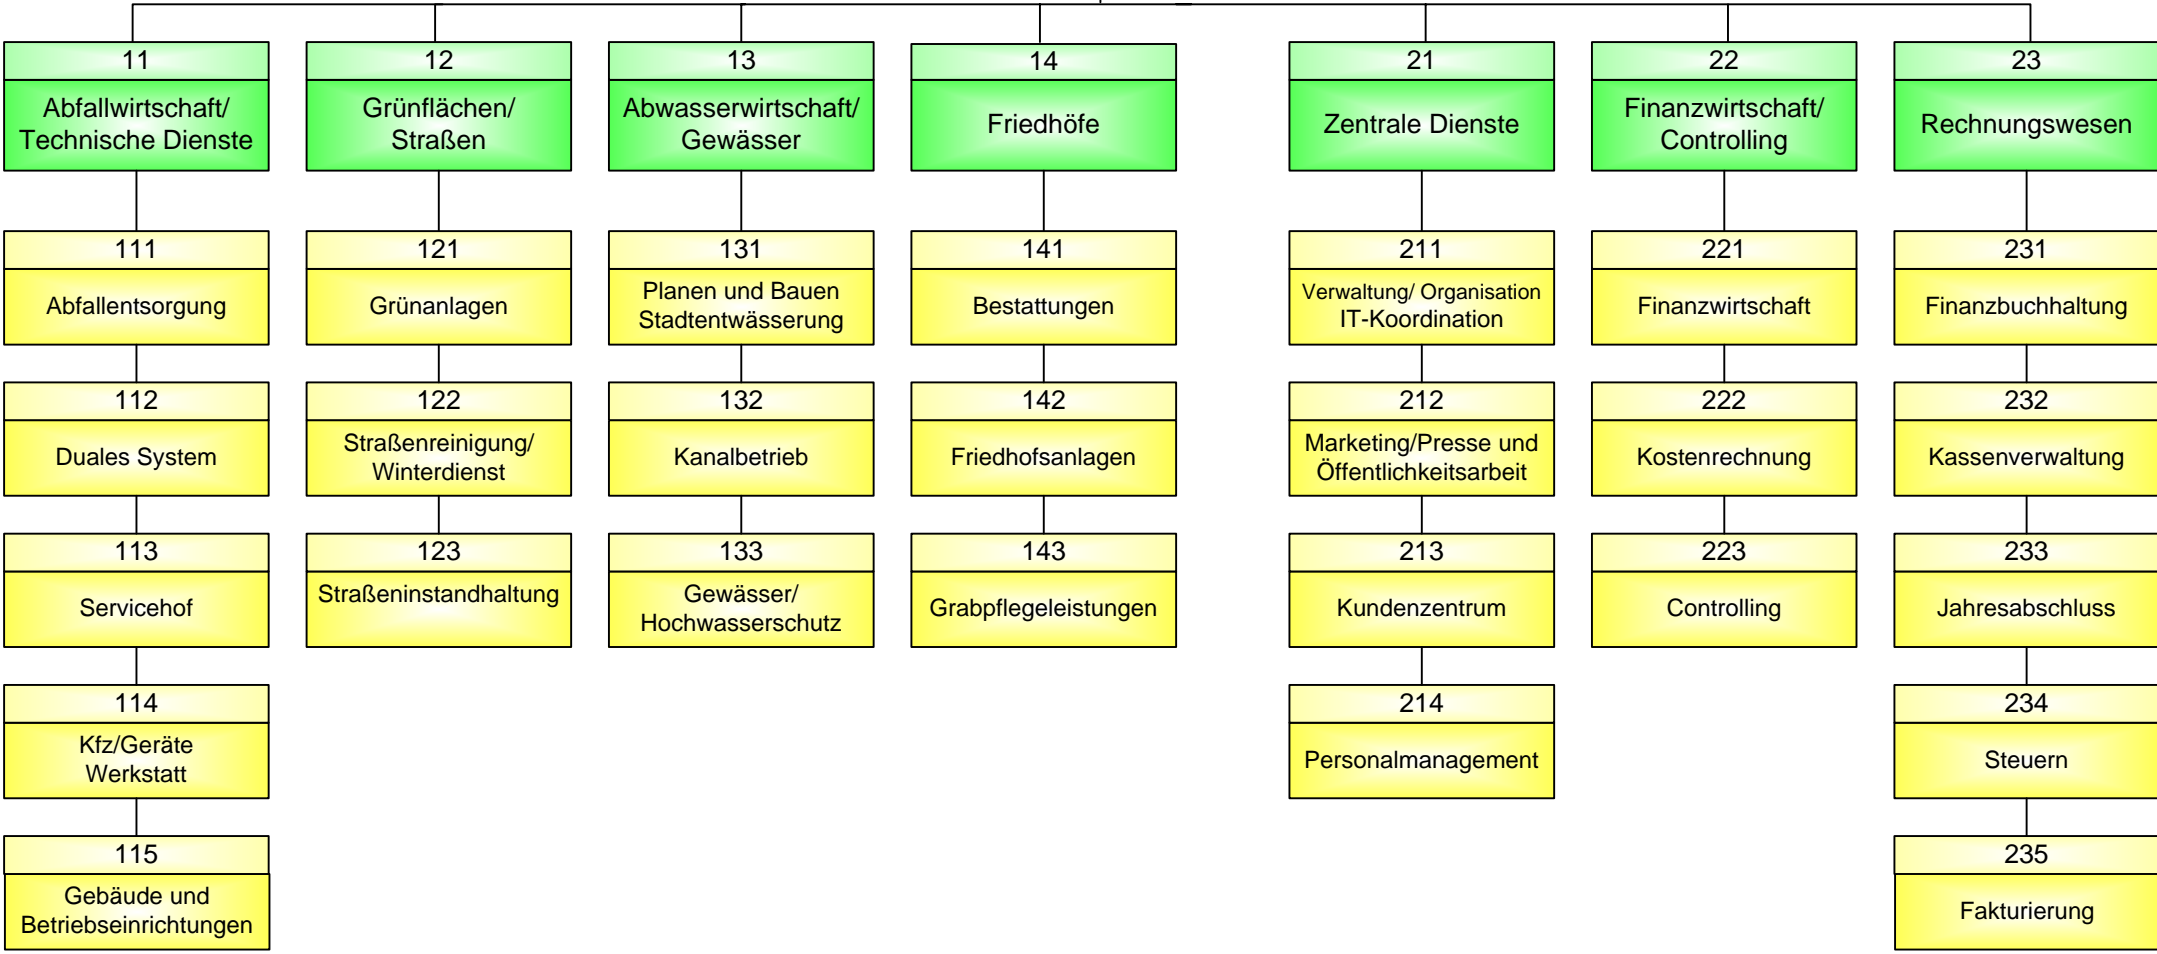 11
Abfallwirtschaft/
Technische Dienste
12
Grünflächen/
Straßen
13
Abwasserwirtschaft/
Gewässer
14
Friedhöfe
21
Zentrale Dienste
22
Finanzwirtschaft/
Controlling
23
Rechnungswesen
111
Abfallentsorgung
121
Grünanlagen
131
Planen und Bauen
Stadtentwässerung
141
Bestattungen
211
Verwaltung/ Organisation
IT-Koordination
221
Finanzwirtschaft
231
Finanzbuchhaltung
112
Duales System
122
Straßenreinigung/
Winterdienst
132
Kanalbetrieb
142
Friedhofsanlagen
212
Marketing/Presse und
Öffentlichkeitsarbeit
222
Kostenrechnung
232
Kassenverwaltung
113
Servicehof
123
Straßeninstandhaltung
133
Gewässer/
Hochwasserschutz
143
Grabpflegeleistungen
213
Kundenzentrum
223
Controlling
233
Jahresabschluss
114
Kfz/Geräte
Werkstatt
214
Personalmanagement
234
Steuern
115
Gebäude und
Betriebseinrichtungen
235
Fakturierung